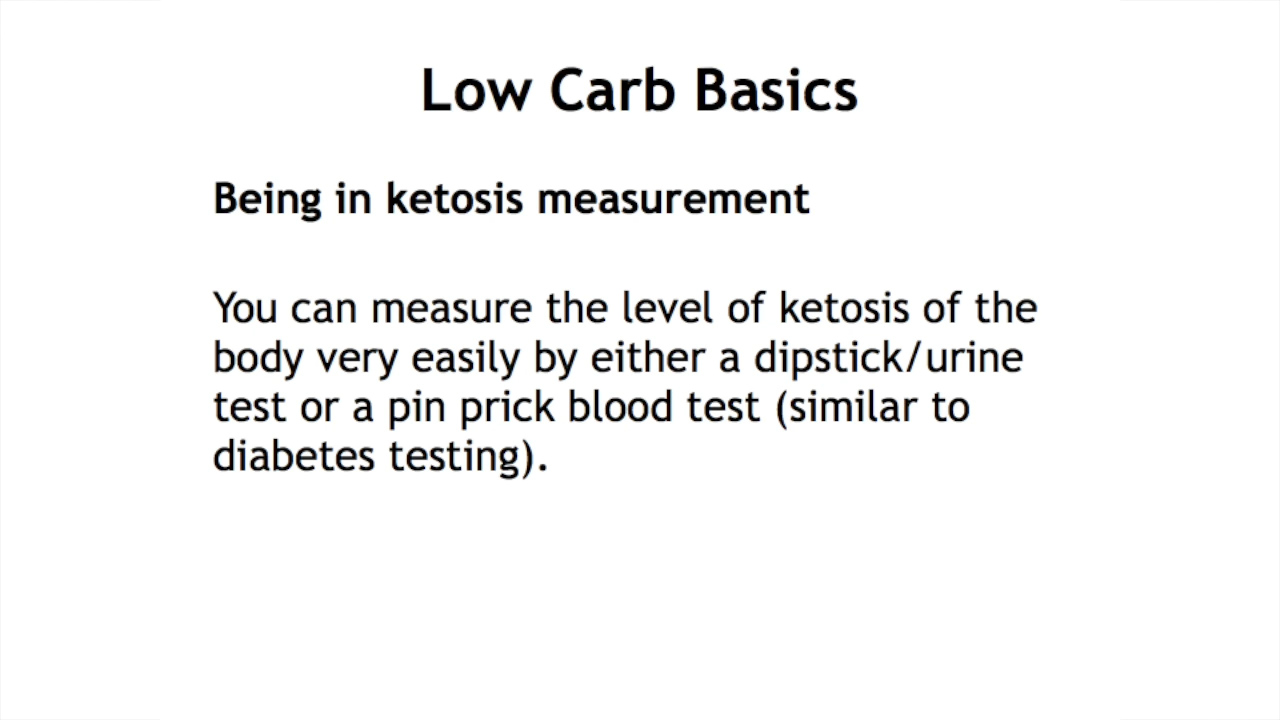 Low Carb Basics
Being in ketosis measurement
You can measure the level of ketosis of the
body very easily by either a dipstick/urine
test or a pin prick blood test (similar to
diabetes testing).